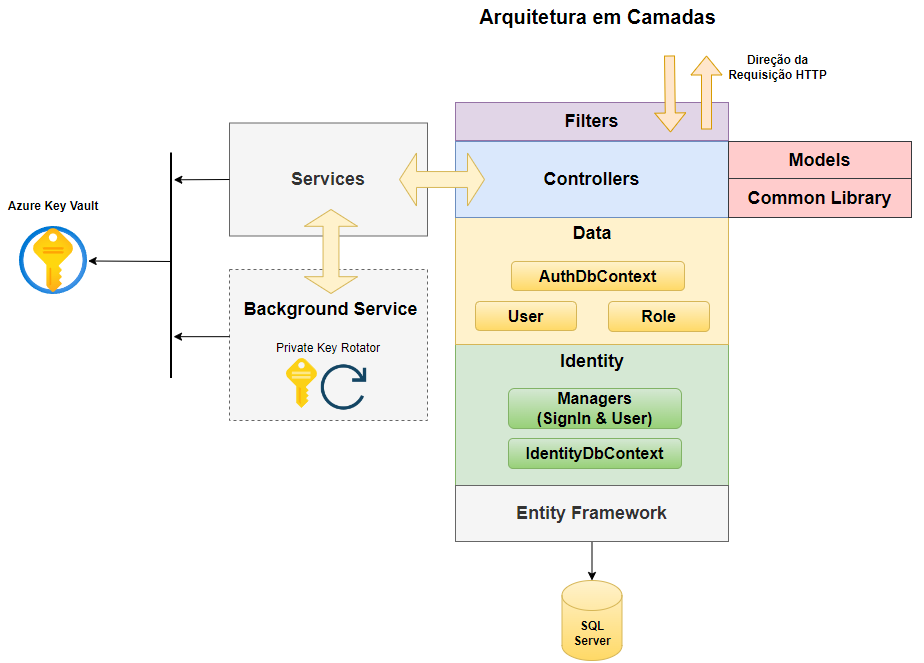 Arquitetura em Camadas
Direção da
Requisição HTTP
Filters
Services
Controllers
Models
Common Library
Azure Key Vault
Data
AuthDbContext
User
Role
Background Service
Private Key Rotator
Identity
Managers
(SignIn & User)
IdentityDbContext
Entity Framework
SQL
Server